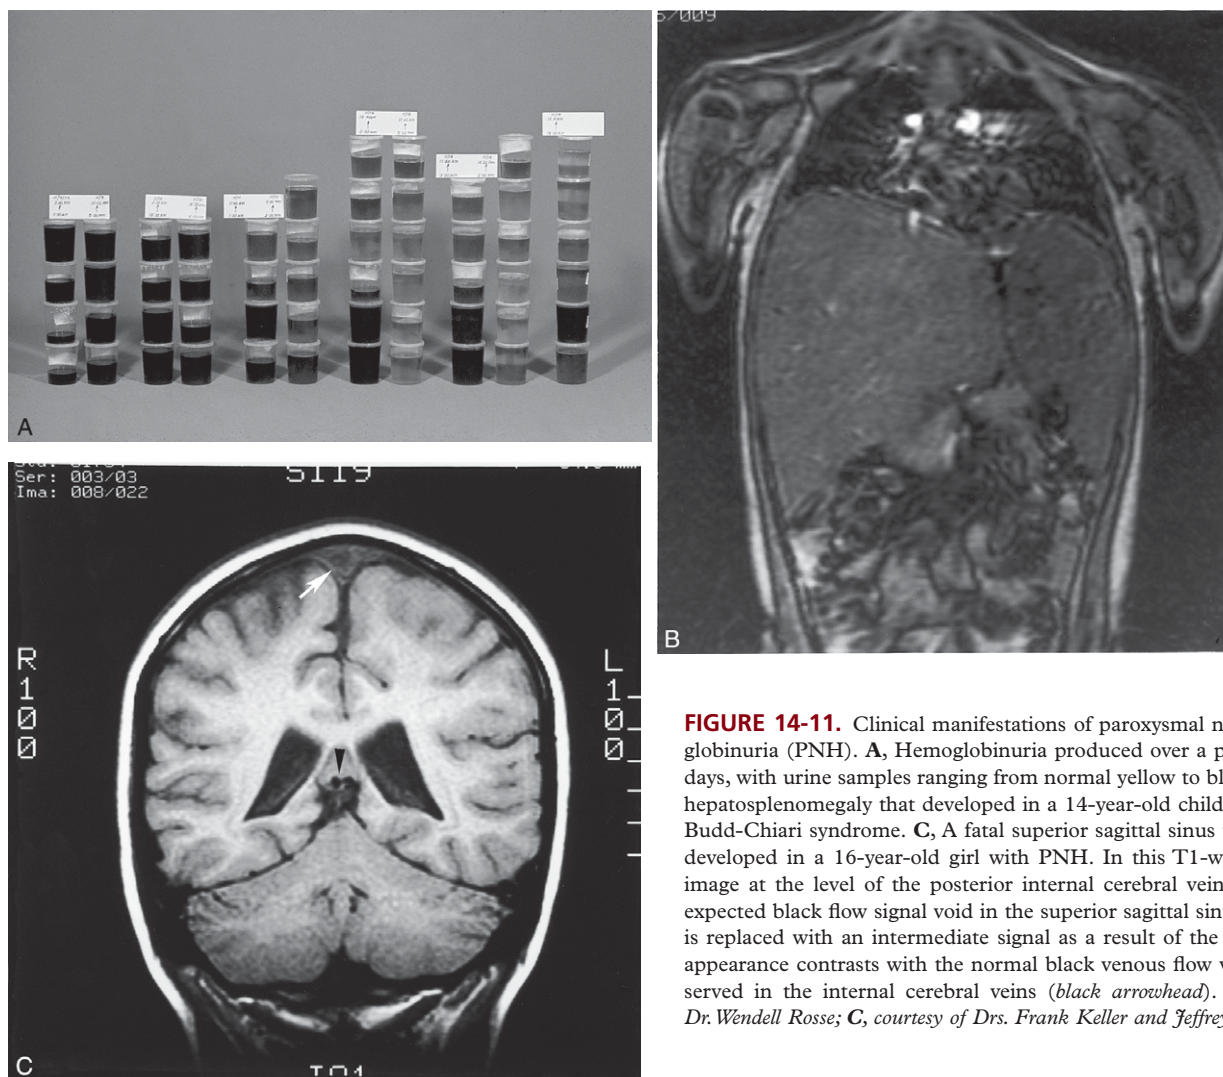 5/009
A
B
Ser: 003/03
Ima: 008/022
S119
R
1
0
0
L
1
0
0
C
FIGURE 14-11. Clinical manifestations of paroxysmal n
globinuria (PNH). A, Hemoglobinuria produced over a p
days, with urine samples ranging from normal yellow to bl
hepatosplenomegaly that developed in a 14-year-old child
Budd-Chiari syndrome. C, A fatal superior sagittal sinus
developed in a 16-year-old girl with PNH. In this T1-w
image at the level of the posterior internal cerebral vein
expected black flow signal void in the superior sagittal sin
is replaced with an intermediate signal as a result of the
appearance contrasts with the normal black venous flow v
served in the internal cerebral veins (black arrowhead).
Dr. Wendell Rosse; C, courtesy of Drs. Frank Keller and Jeffrey